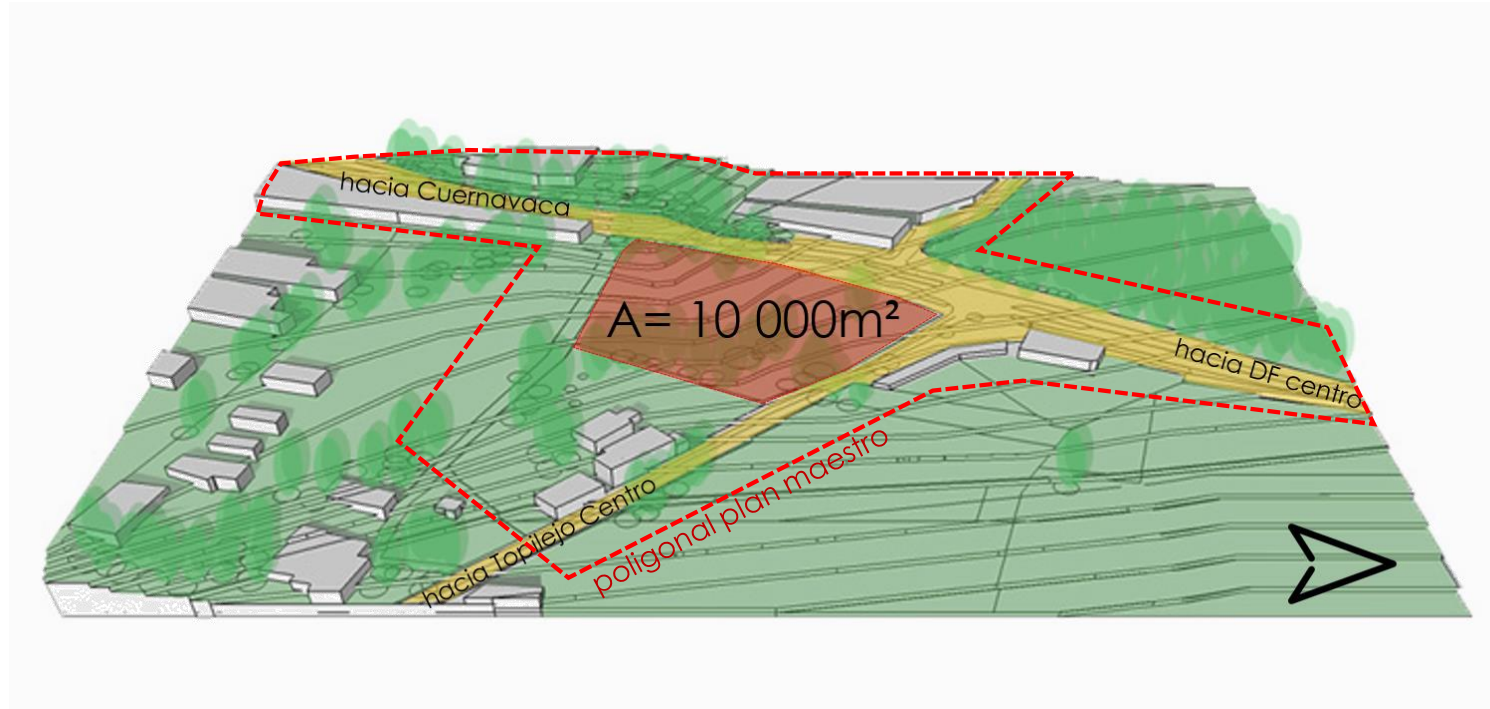 hacia Cuernavaca
A= 10 000m²
hacia DF centro
poligonal plan maestro
hacia Topilejo Centro